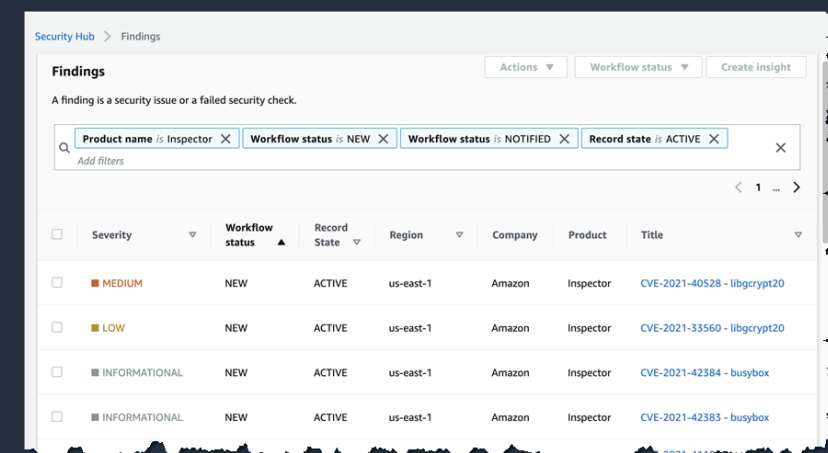 Security Hub > Findings
Findings
Actions ▼ Workflow status ▼ Create insight
A finding is a security issue or a failed security check.
Product name is Inspector X Workflow status is NEW X Workflow status is NOTIFIED X Record state is ACTIVE X
Add filters
< 1 ... >
Severity Workflow status Record State Region Company Product Title
MEDIUM NEW ACTIVE us-east-1 Amazon Inspector CVE-2021-40528 - libgcrypt20
LOW NEW ACTIVE us-east-1 Amazon Inspector CVE-2021-33560 - libgcrypt20
INFORMATIONAL NEW ACTIVE us-east-1 Amazon Inspector CVE-2021-42384 - busybox
INFORMATIONAL NEW ACTIVE us-east-1 Amazon Inspector CVE-2021-42383 - busybox